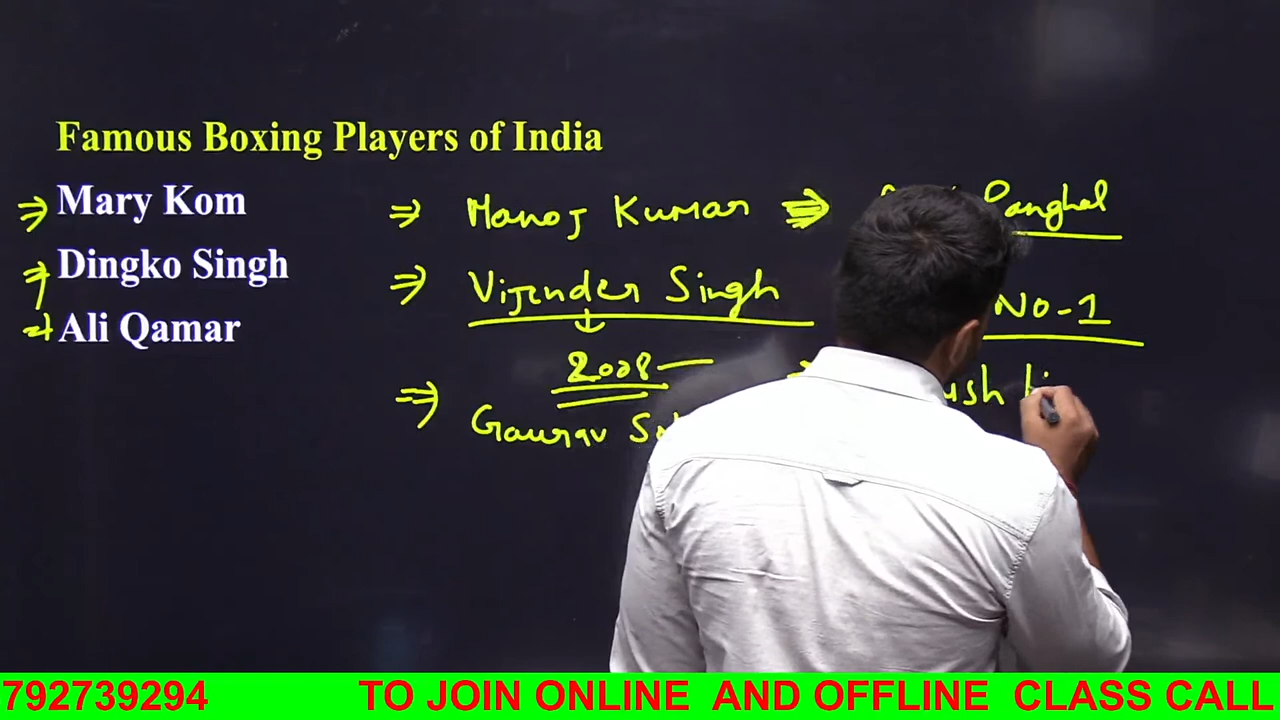 Famous Boxing Players of India
Mary Kom
Dingko Singh
Ali Qamar
⇒ Manoj Kumar ⇒ Panghal
⇒ Vijender Singh
No-1
2008
⇒ Gaurav
792739294 TO JOIN ONLINE AND OFFLINE CLASS CALL